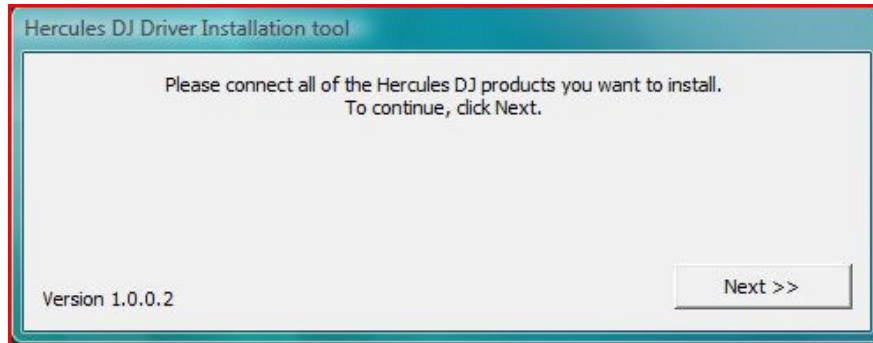 Hercules DJ Driver Installation tool
Please connect all of the Hercules DJ products you want to install.
To continue, click Next.
Version 1.0.0.2
Next >>